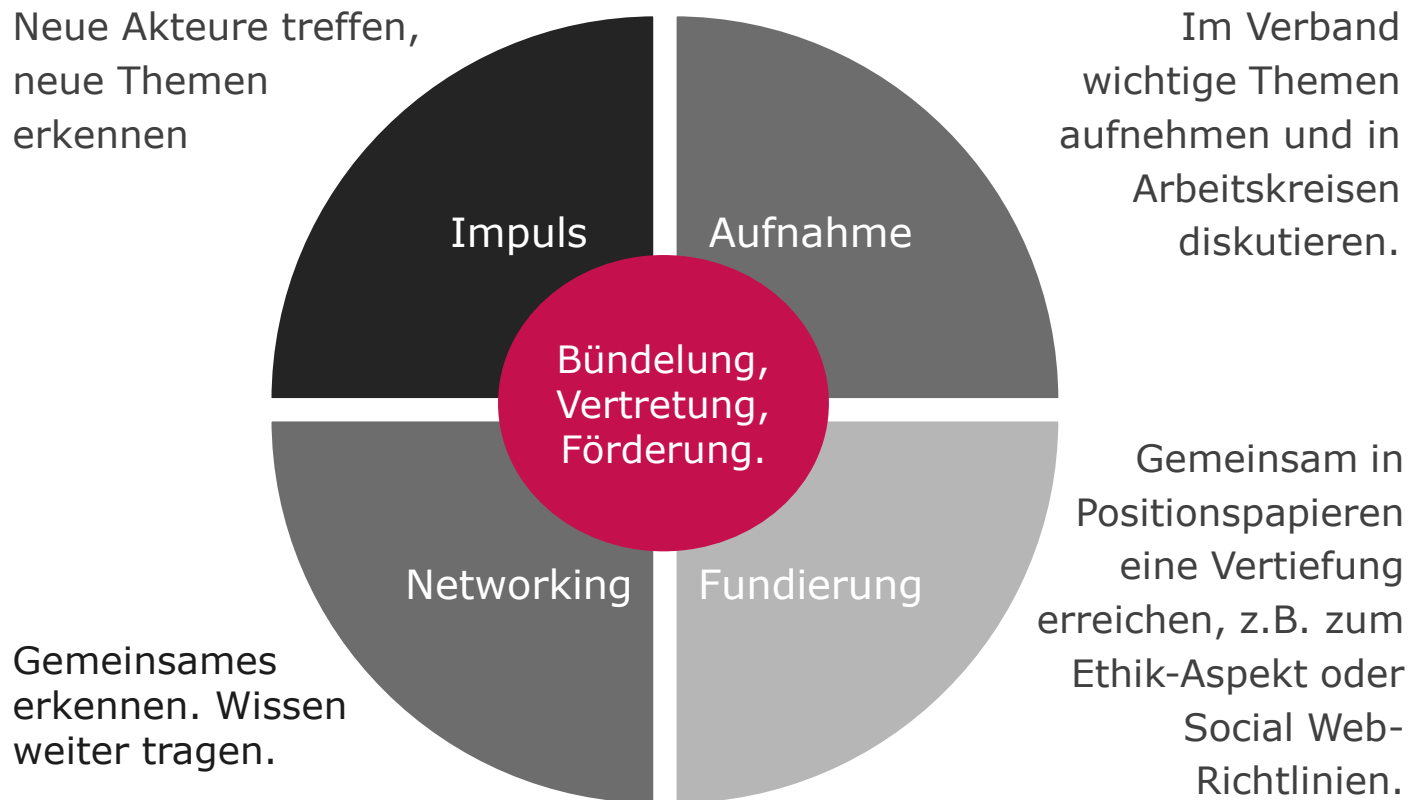 Neue Akteure treffen,
neue Themen
erkennen
Im Verband
wichtige Themen
aufnehmen und in
Arbeitskreisen
diskutieren.
Impuls
Aufnahme
Bündelung,
Vertretung,
Förderung.
Networking
Fundierung
Gemeinsames
erkennen. Wissen
weiter tragen.
Gemeinsam in
Positionspapieren
eine Vertiefung
erreichen, z.B. zum
Ethik-Aspekt oder
Social Web-
Richtlinien.